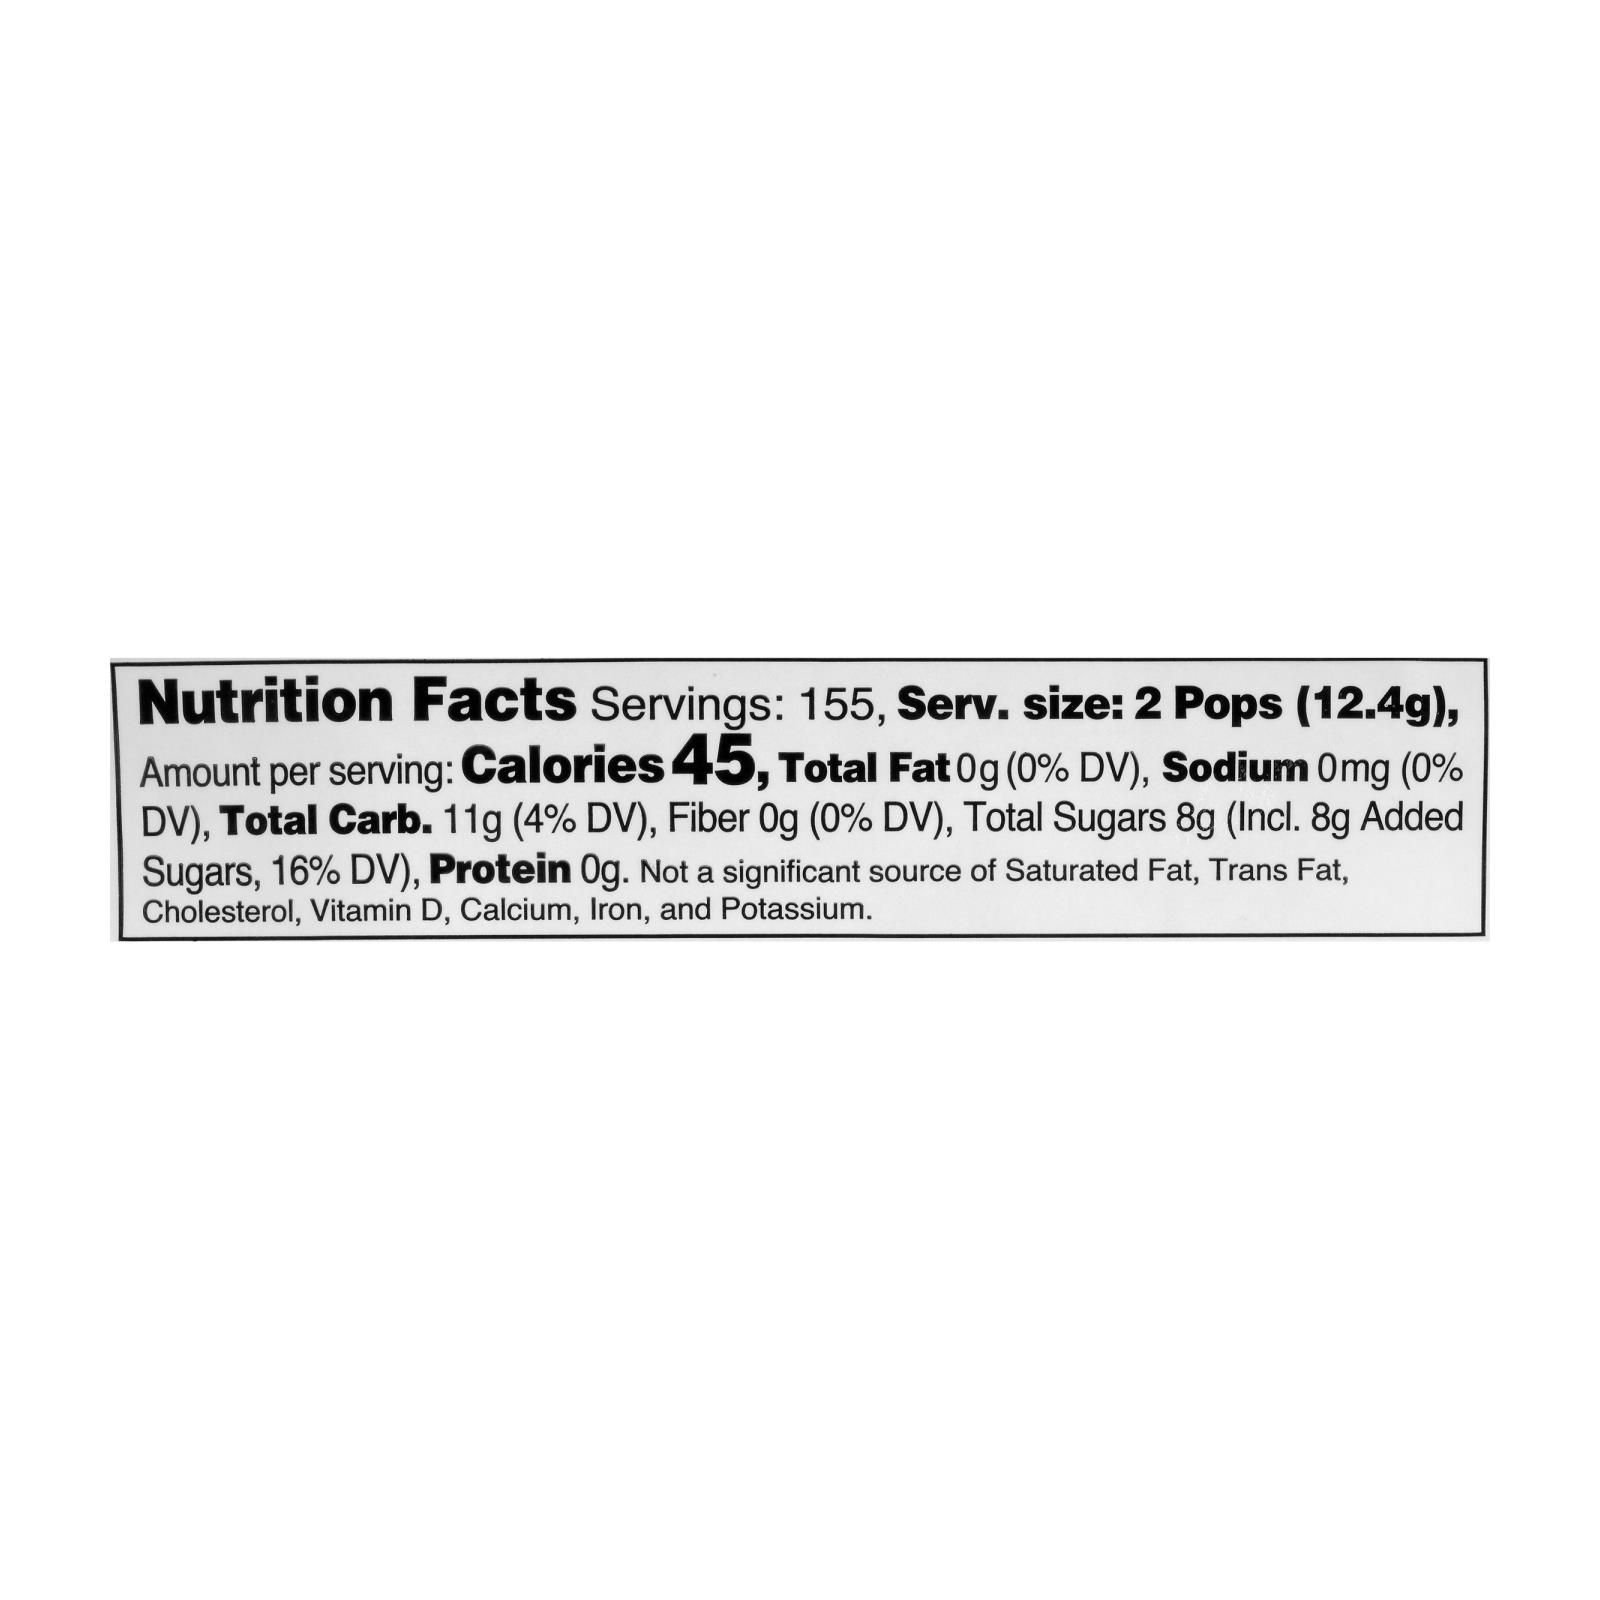 Nutrition Facts Servings: 155, Serv. size: 2 Pops (12.4g),
Amount per serving: Calories 45, Total Fat 0g (0% DV), Sodium 0mg (0%
DV), Total Carb. 11g (4% DV), Fiber 0g (0% DV), Total Sugars 8g (Incl. 8g Added
Sugars, 16% DV), Protein 0g. Not a significant source of Saturated Fat, Trans Fat,
Cholesterol, Vitamin D, Calcium, Iron, and Potassium.